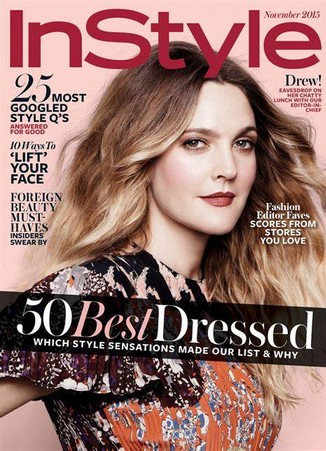 November 2015
InStyle
25 MOST
GOOGLED
STYLE Q'S
ANSWERED
FOR GOOD
10 Ways To
'LIFT'
YOUR
FACE
FOREIGN
BEAUTY
MUST-
HAVES
INSIDERS
SWEAR BY
Drew!
EAVESDROP ON
HER CHATTY
LUNCH WITH OUR
EDITOR-IN-
CHIEF
Fashion
Editor Faves
SCORES FROM
STORES
YOU LOVE
50 Best Dressed
WHICH STYLE SENSATIONS MADE OUR LIST & WHY